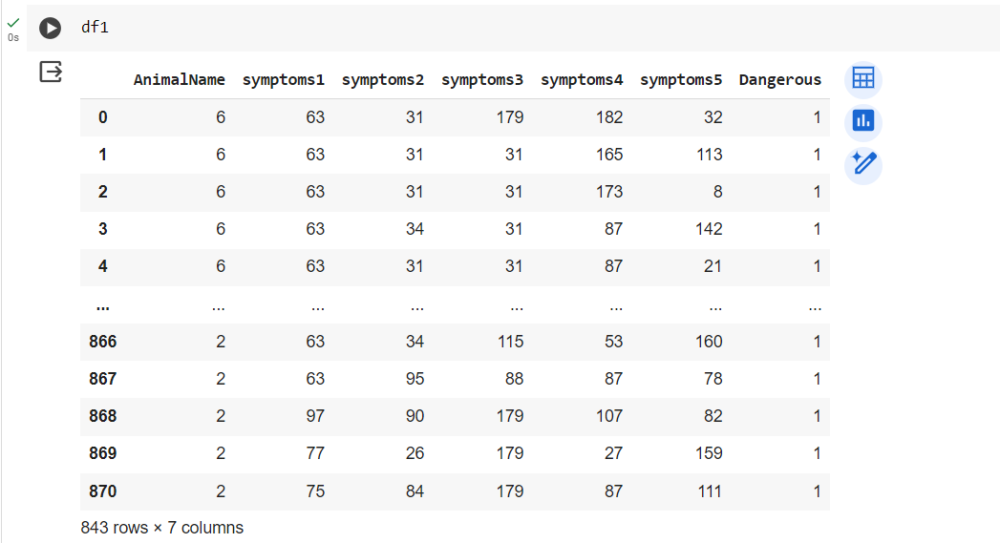 df1
0s
AnimalName symptoms1 symptoms2 symptoms3 symptoms4 symptoms5 Dangerous
0 6 63 31 179 182 32 1
1 6 63 31 31 165 113 1
2 6 63 31 31 173 8 1
3 6 63 34 31 87 142 1
4 6 63 31 31 87 21 1
... ... ... ... ... ... ... ...
866 2 63 34 115 53 160 1
867 2 63 95 88 87 78 1
868 2 97 90 179 107 82 1
869 2 77 26 179 27 159 1
870 2 75 84 179 87 111 1
843 rows × 7 columns